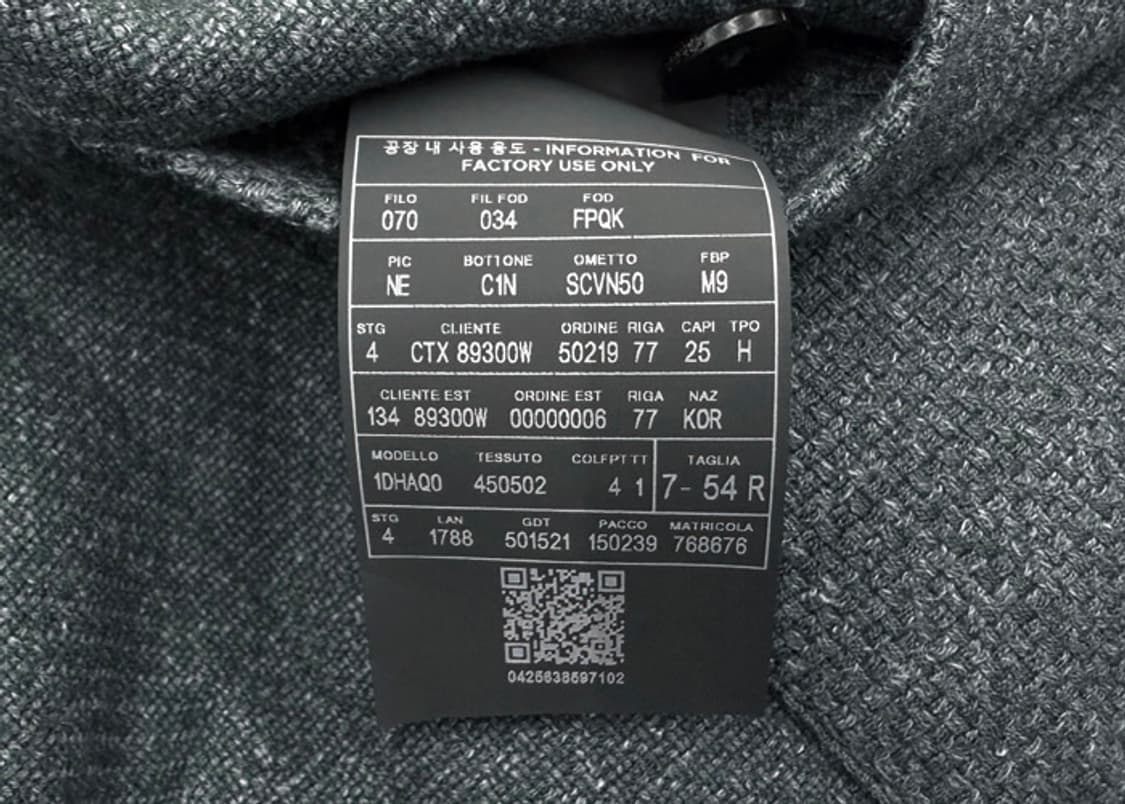 공장 내 사용 용도 - INFORMATION FOR
FACTORY USE ONLY
FILO FIL FOD FOD
070 034 FPQK
PIC BOTTONE OMETTO FBP
NE C1N SCVN50 M9
STG CLIENTE ORDINE RIGA CAPI TPO
4 CTX 89300W 50219 77 25 H
CLIENTE EST ORDINE EST RIGA NAZ
134 89300W 00000006 77 KOR
MODELLO TESSUTO COLFPTTT TAGLIA
1DHAQ0 450502 4 1 7- 54 R
STG LAN GDT PACCO MATRICOLA
4 1788 501521 150239 768676
0425638597102